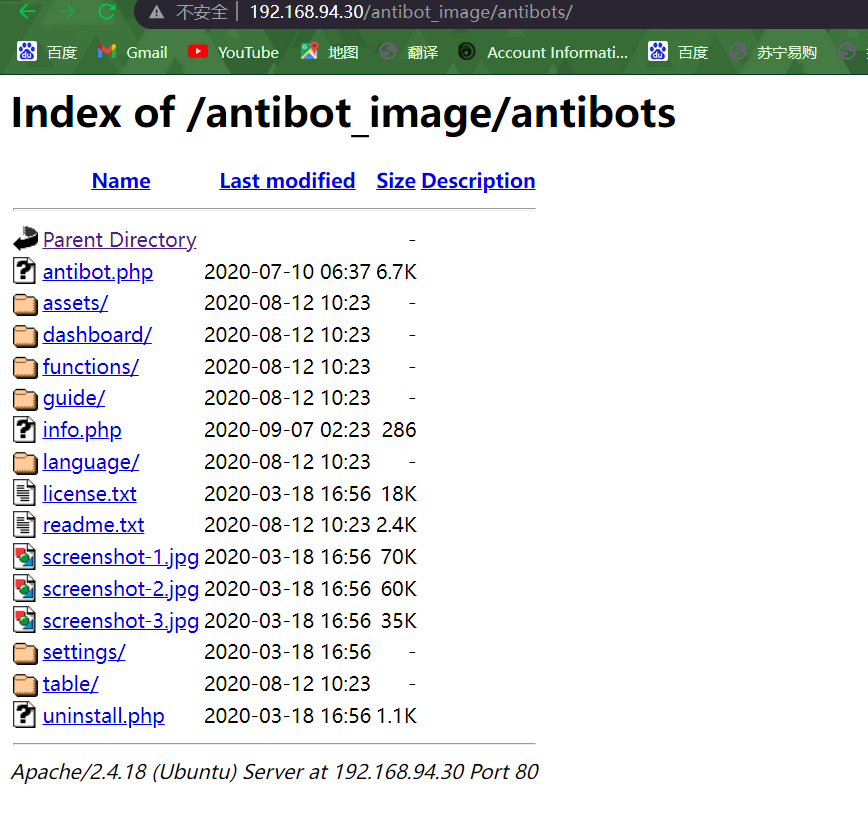 不安全 | 192.168.94.30/antibot_image/antibots/
百度 Gmail YouTube 地图 翻译 Account Informati... 百度 苏宁易购
Index of /antibot_image/antibots
Name Last modified Size Description
Parent Directory -
antibot.php 2020-07-10 06:37 6.7K
assets/ 2020-08-12 10:23 -
dashboard/ 2020-08-12 10:23 -
functions/ 2020-08-12 10:23 -
guide/ 2020-08-12 10:23 -
info.php 2020-09-07 02:23 286
language/ 2020-08-12 10:23 -
license.txt 2020-03-18 16:56 18K
readme.txt 2020-08-12 10:23 2.4K
screenshot-1.jpg 2020-03-18 16:56 70K
screenshot-2.jpg 2020-03-18 16:56 60K
screenshot-3.jpg 2020-03-18 16:56 35K
settings/ 2020-03-18 16:56 -
table/ 2020-08-12 10:23 -
uninstall.php 2020-03-18 16:56 1.1K
Apache/2.4.18 (Ubuntu) Server at 192.168.94.30 Port 80